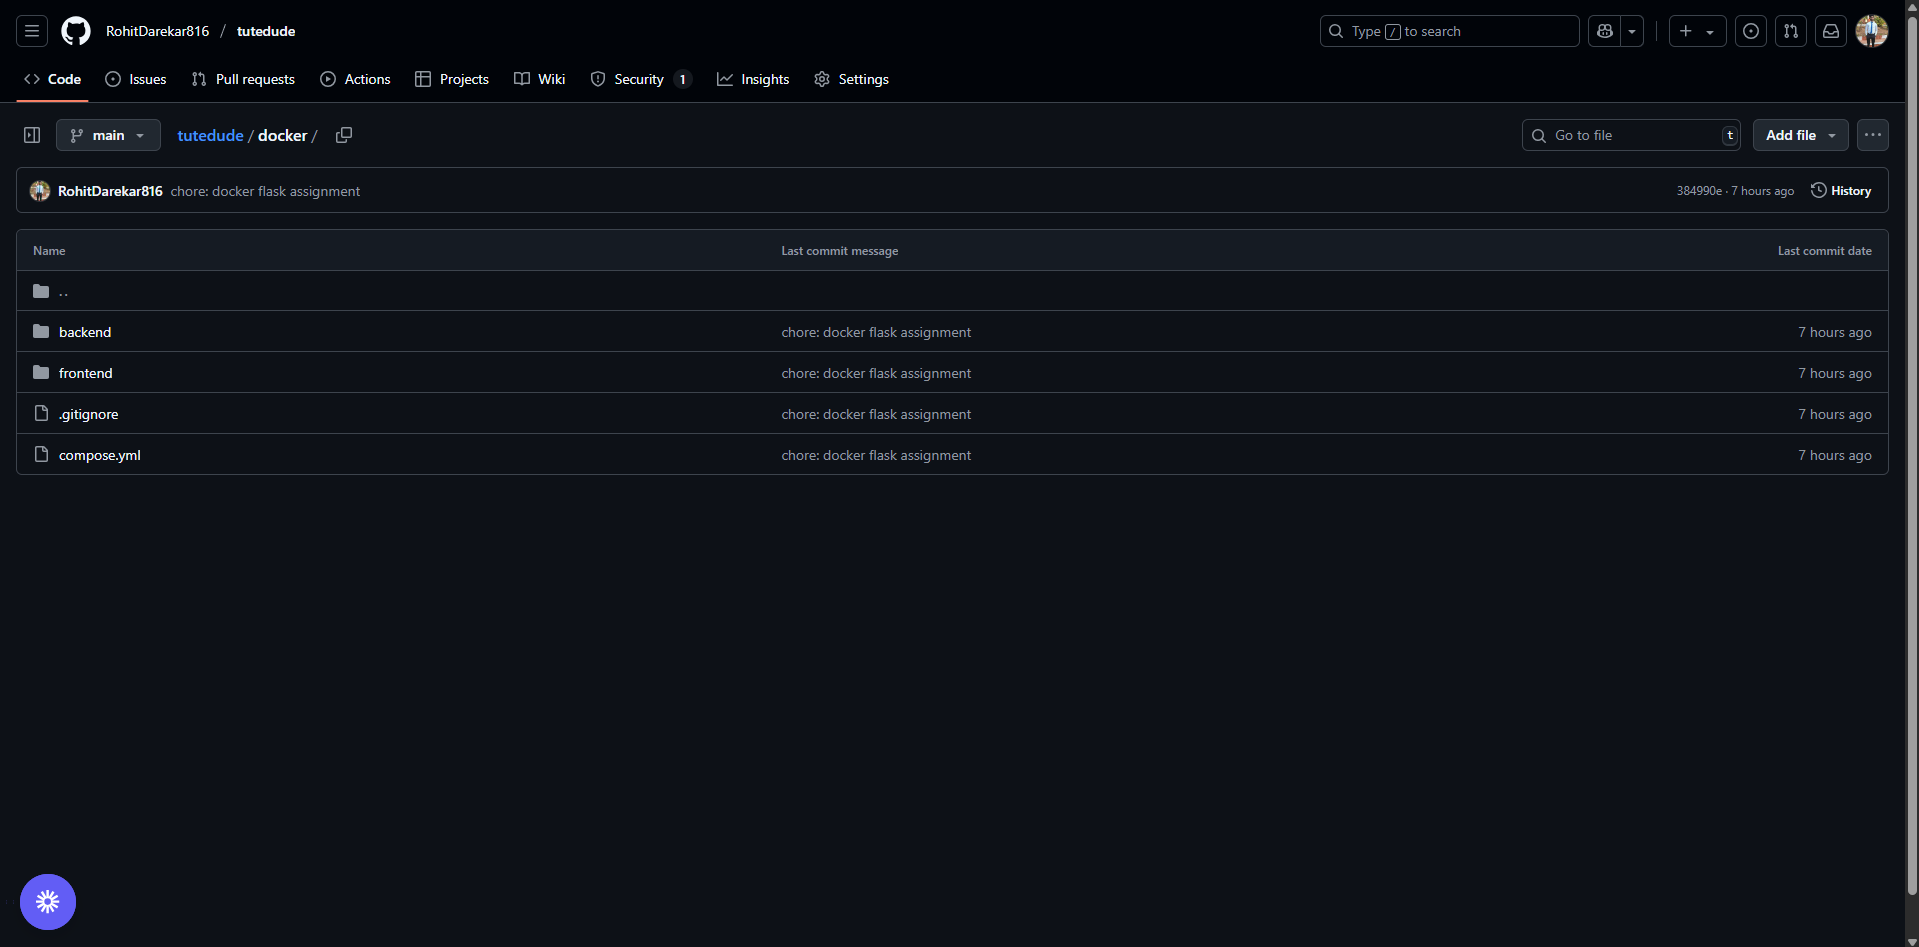 RohitDarekar816 / tutedude
Type / to search
Code Issues Pull requests Actions Projects Wiki Security 1 Insights Settings
main
tutedude / docker /
Go to file t
Add file
RohitDarekar816 chore: docker flask assignment
384990e · 7 hours ago
History
Name Last commit message Last commit date
..
backend chore: docker flask assignment 7 hours ago
frontend chore: docker flask assignment 7 hours ago
.gitignore chore: docker flask assignment 7 hours ago
compose.yml chore: docker flask assignment 7 hours ago